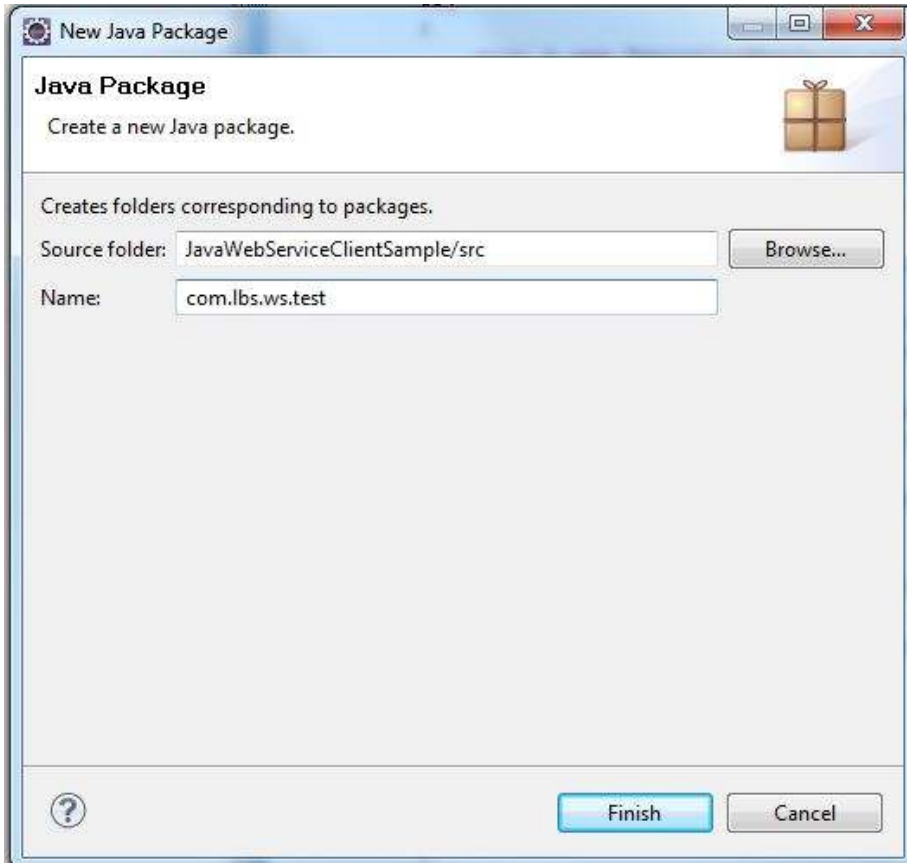 New Java Package
Java Package
Create a new Java package.
Creates folders corresponding to packages.
Source folder: JavaWebServiceClientSample/src Browse...
Name: com.lbs.ws.test
Finish Cancel